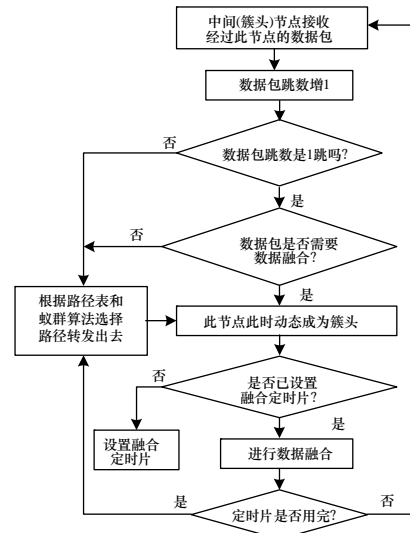 中间(簇头)节点接收
经过此节点的数据包
数据包跳数增1
否
数据包跳数是1跳吗?
是
否
数据包是否需要
数据融合?
是
根据路径表和
蚁群算法选择
路径转发出去
此节点此时动态成为簇头
否
是否已设置
融合定时片?
是
设置融合
定时片
进行数据融合
是
定时片是否用完?
否